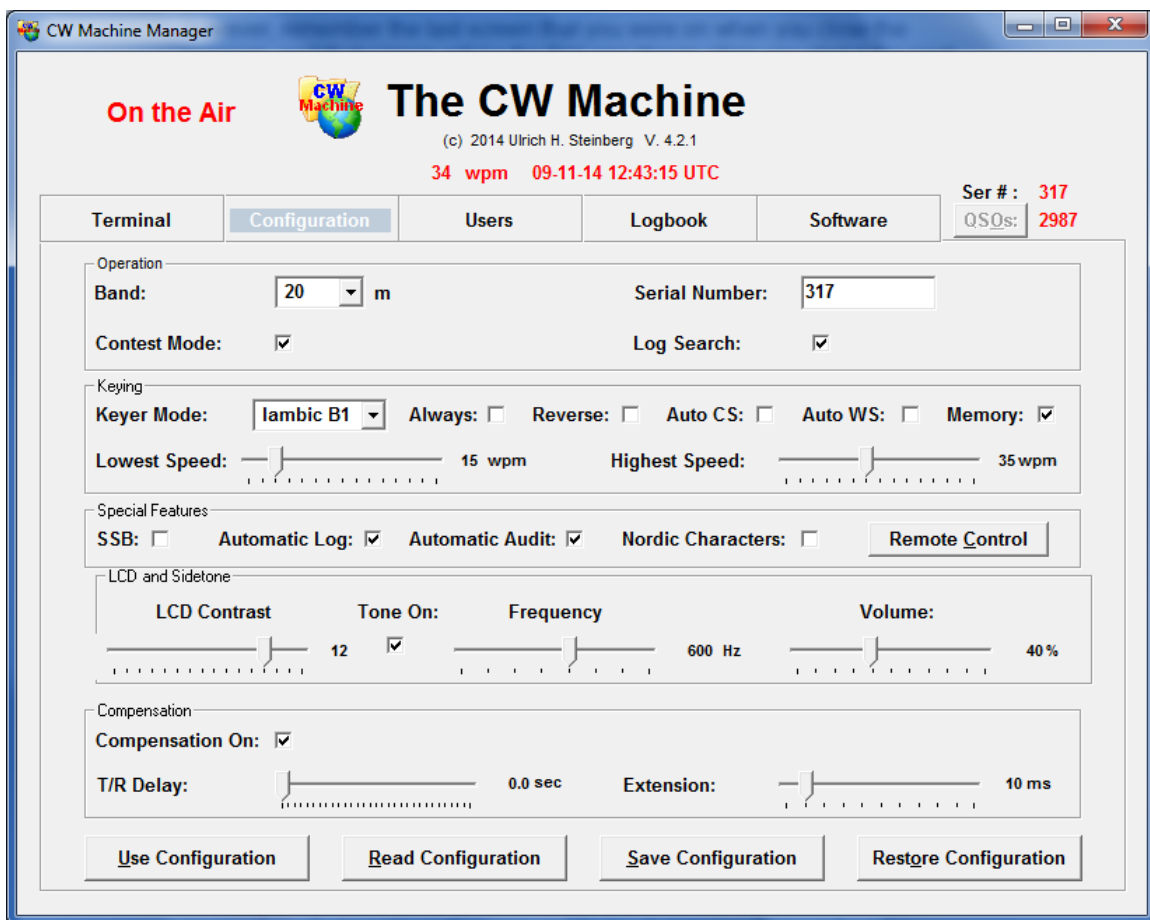 CW Machine Manager
On the Air
CW Machine
The CW Machine
(c) 2014 Ulrich H. Steinberg V. 4.2.1
34 wpm 09-11-14 12:43:15 UTC
Ser # : 317
Terminal Configuration Users Logbook Software QSOs: 2987
Operation
Band: 20 m Serial Number: 317
Contest Mode: Log Search:
Keying
Keyer Mode: Iambic B1 Always: Reverse: Auto CS: Auto WS: Memory:
Lowest Speed: 15 wpm Highest Speed: 35 wpm
Special Features
SSB: Automatic Log: Automatic Audit: Nordic Characters: Remote Control
LCD and Sidetone
LCD Contrast Tone On: Frequency Volume:
12 600 Hz 40 %
Compensation
Compensation On:
T/R Delay: 0.0 sec Extension: 10 ms
Use Configuration Read Configuration Save Configuration Restore Configuration